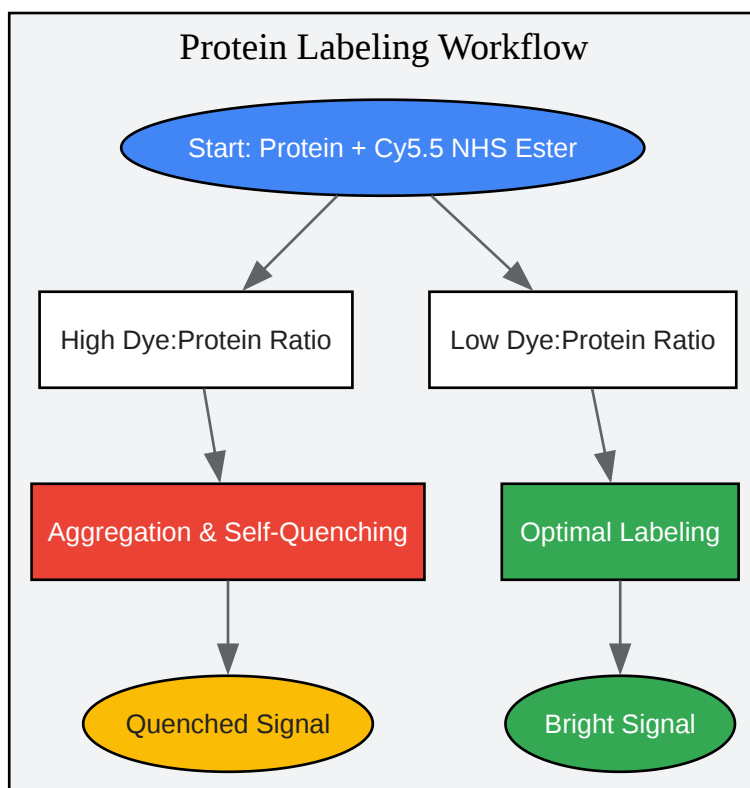 Protein Labeling Workflow
Start: Protein + Cy5.5 NHS Ester
High Dye:Protein Ratio
Low Dye:Protein Ratio
Aggregation & Self-Quenching
Optimal Labeling
Quenched Signal
Bright Signal